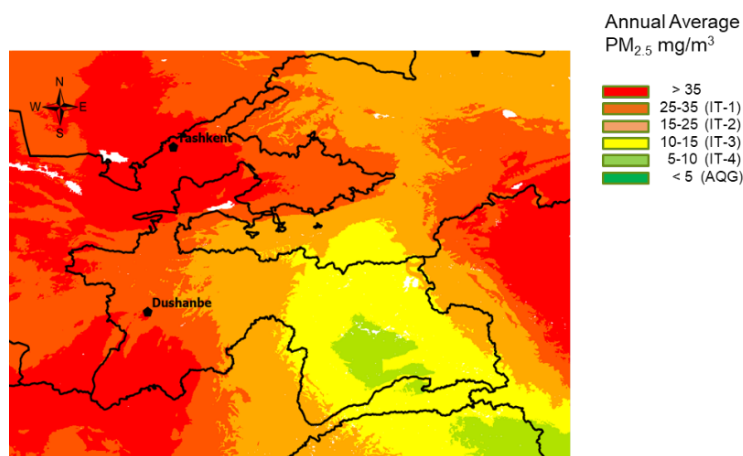 Annual Average
PM2.5 mg/m³
> 35
25-35 (IT-1)
15-25 (IT-2)
10-15 (IT-3)
5-10 (IT-4)
< 5 (AQG)
N
W E
S
Tashkent
Dushanbe